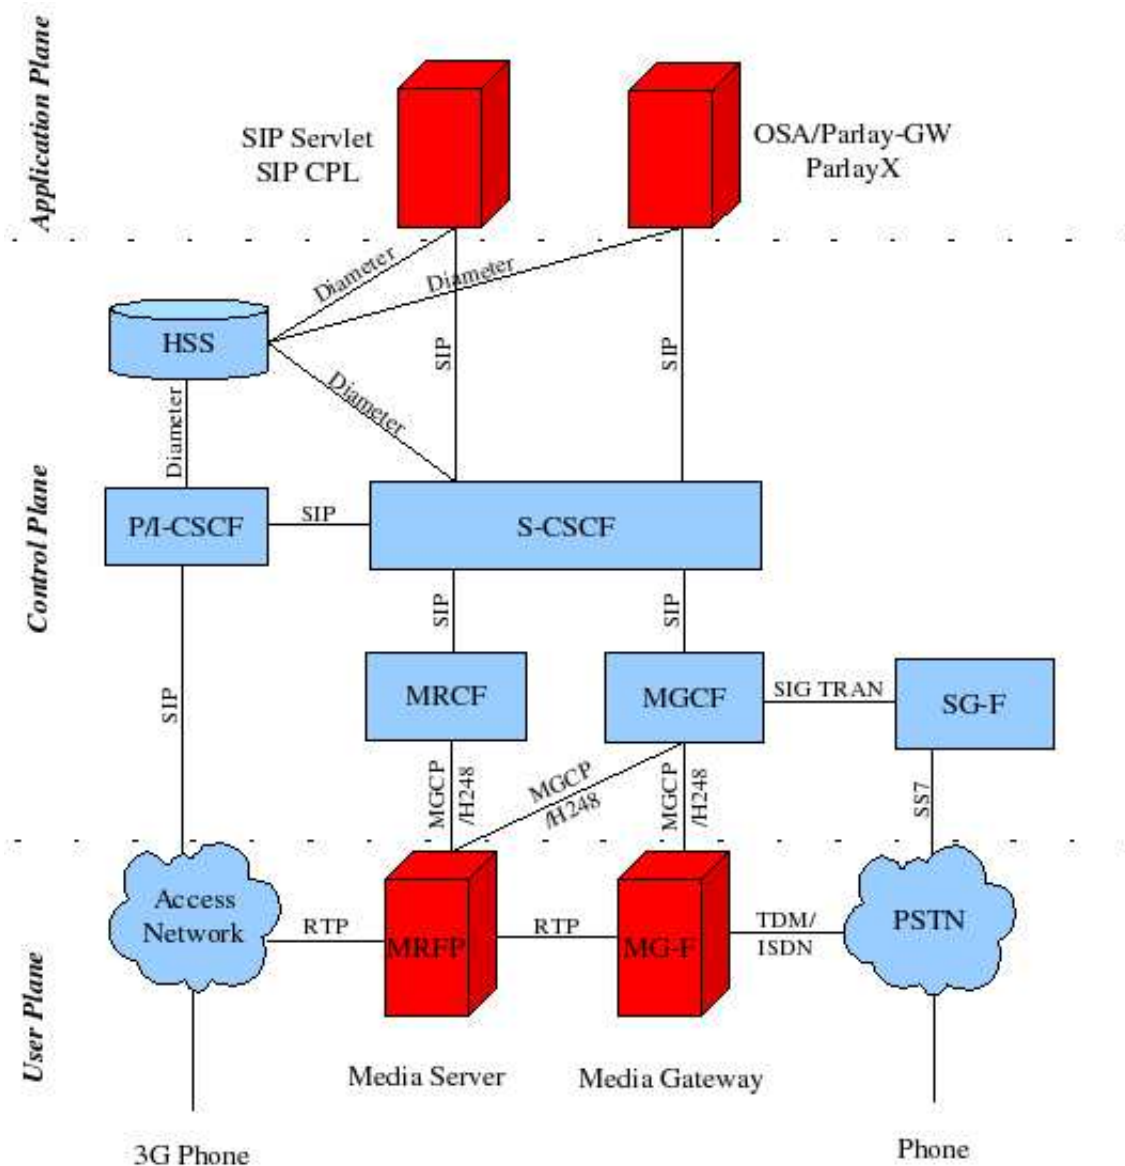 Application Plane
SIP Servlet
SIP CPL
OSA/Parlay-GW
ParlayX
Diameter
Diameter
HSS
SIP
SIP
Diameter
Diameter
Control Plane
P/I-CSCF
SIP
S-CSCF
SIP
SIP
SIP
MRCF
MGCF
SIG TRAN
SG-F
MGCP
/H248
MGCP
/H248
MGCP
/H248
SS7
User Plane
Access
Network
RTP
MRFP
RTP
MG-F
TDM/
ISDN
PSTN
Media Server
Media Gateway
3G Phone
Phone